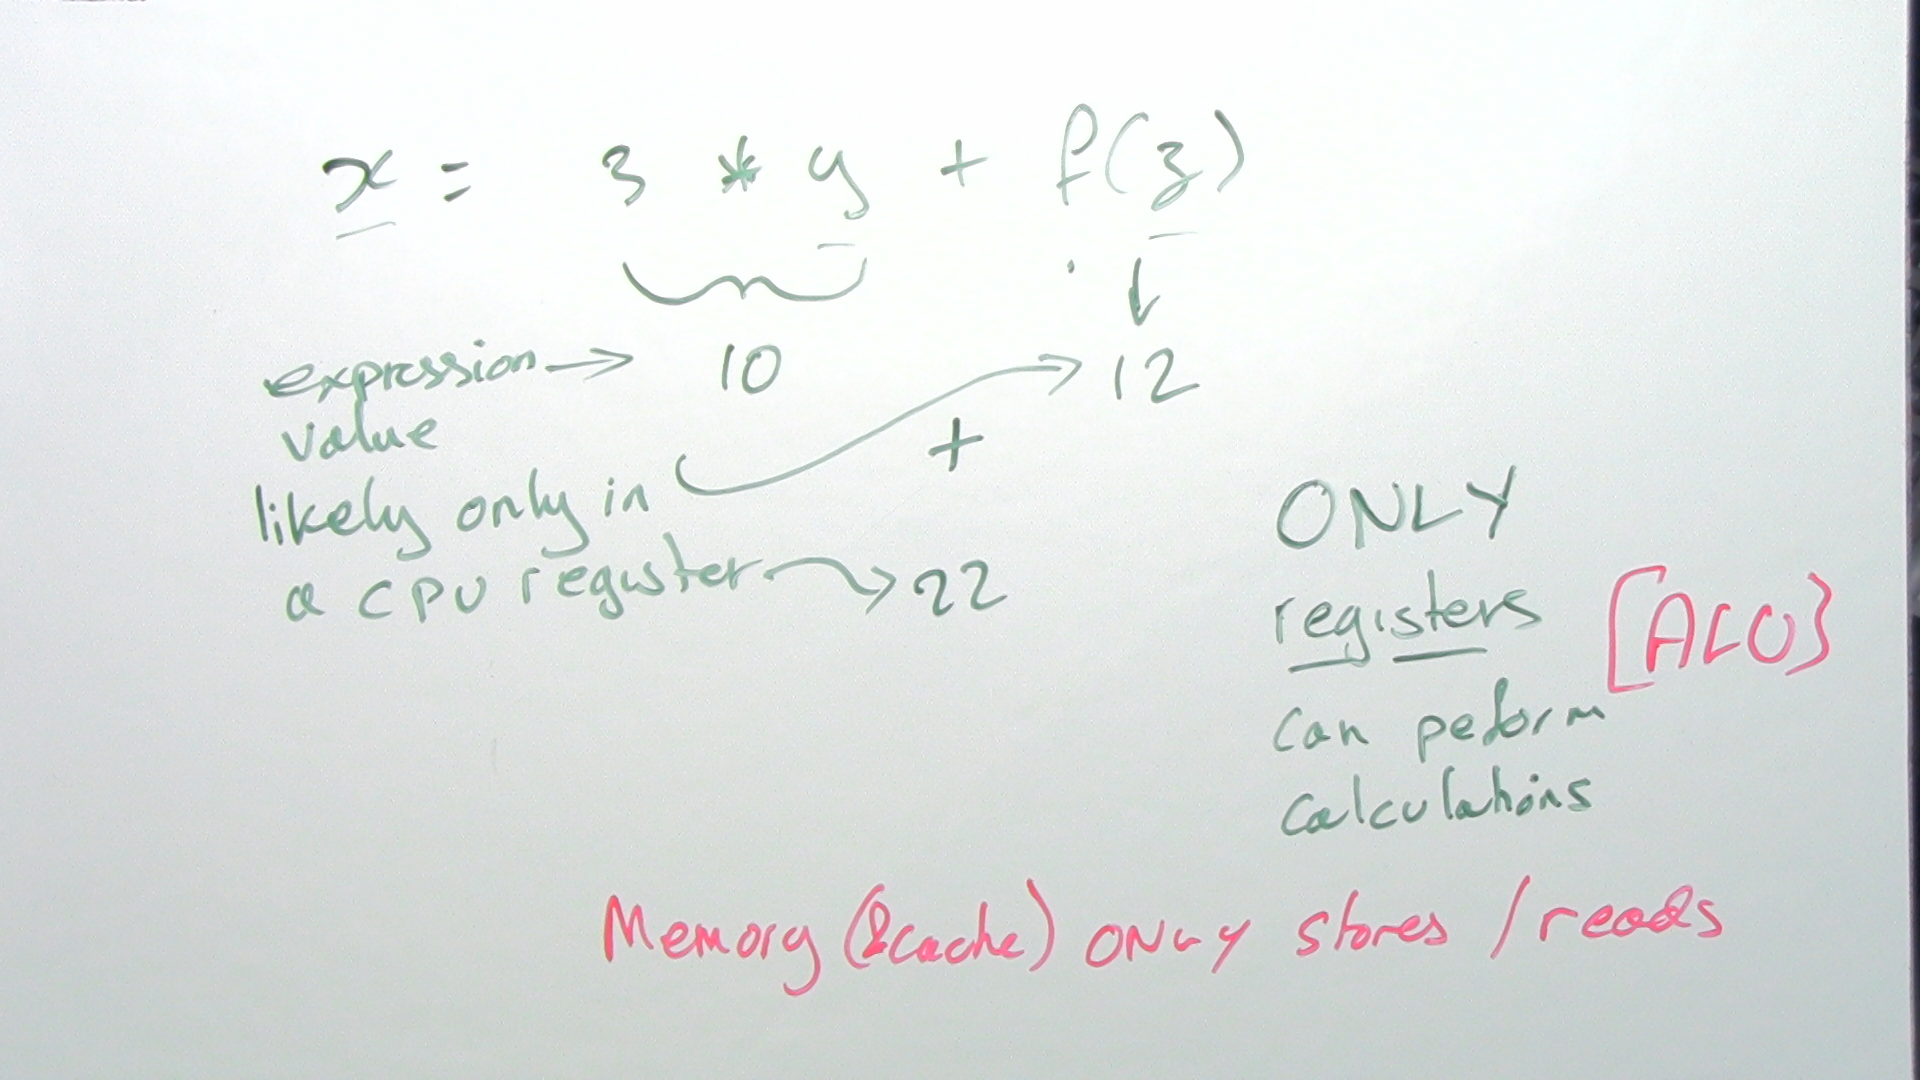 x = 3 * y + f(z)
expression → 10
12
value
+
likely only in
a CPU register → 22
ONLY
registers [ALU}
can peform
calculations
Memory (&cache) ONLY stores / reads